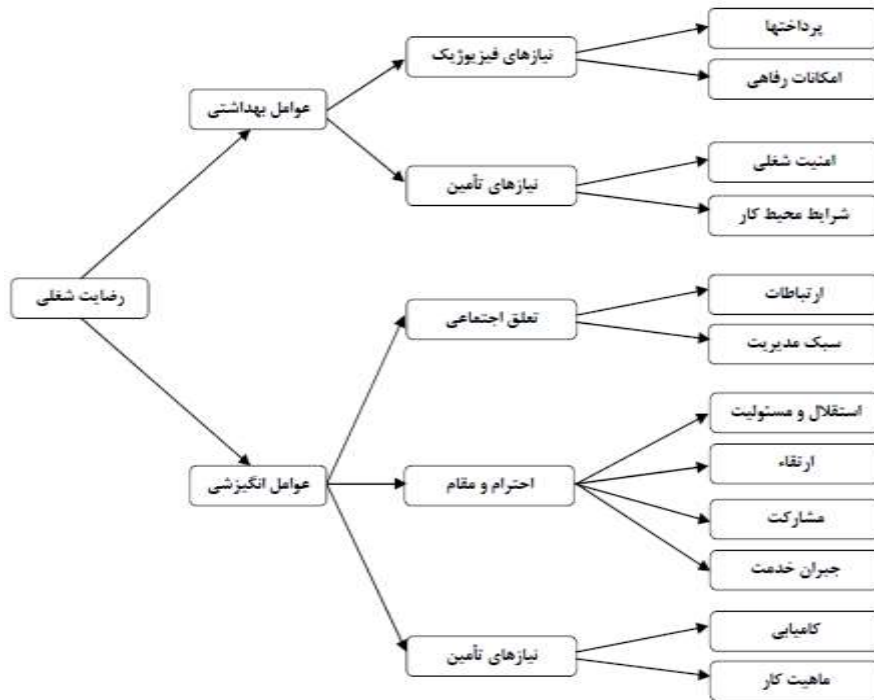 رضایت شغلی
عوامل بهداشتی
نیازهای فیزیوژیک
پرداختها
امکانات رفاهی
نیازهای تأمین
امنیت شغلی
شرایط محیط کار
عوامل انگیزشی
تعلق اجتماعی
ارتباطات
سبک مدیریت
احترام و مقام
استقلال و مسئولیت
ارتقاء
مشارکت
جبران خدمت
نیازهای تأمین
کامیابی
ماهیت کار